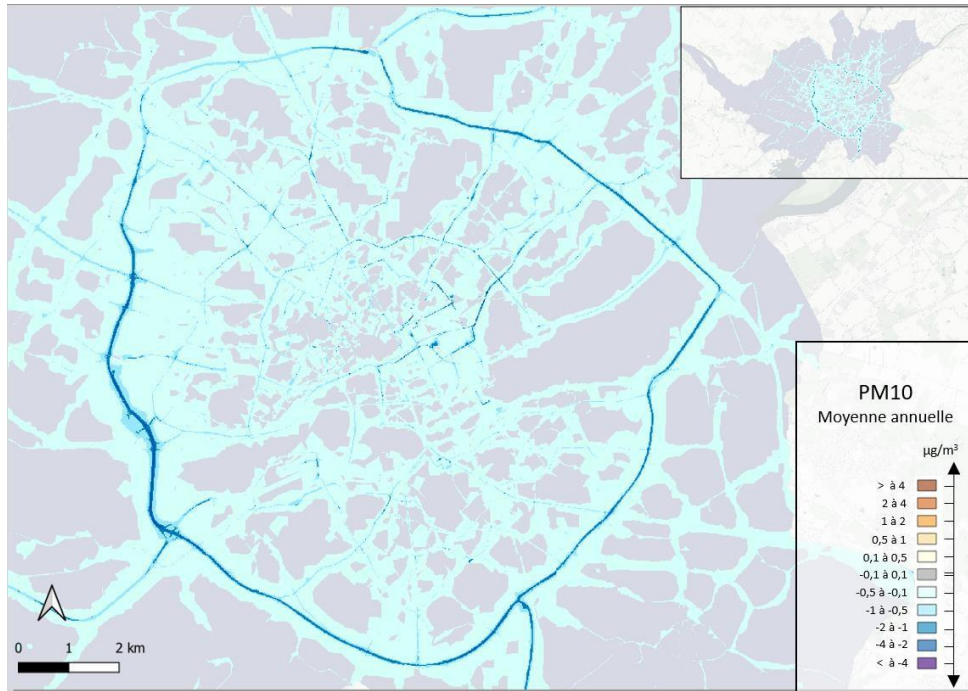 PM10
Moyenne annuelle
µg/m³
> à 4
2 à 4
1 à 2
0,5 à 1
0,1 à 0,5
-0,1 à 0,1
-0,5 à -0,1
-1 à -0,5
-2 à -1
-4 à -2
< à -4
0 1 2 km